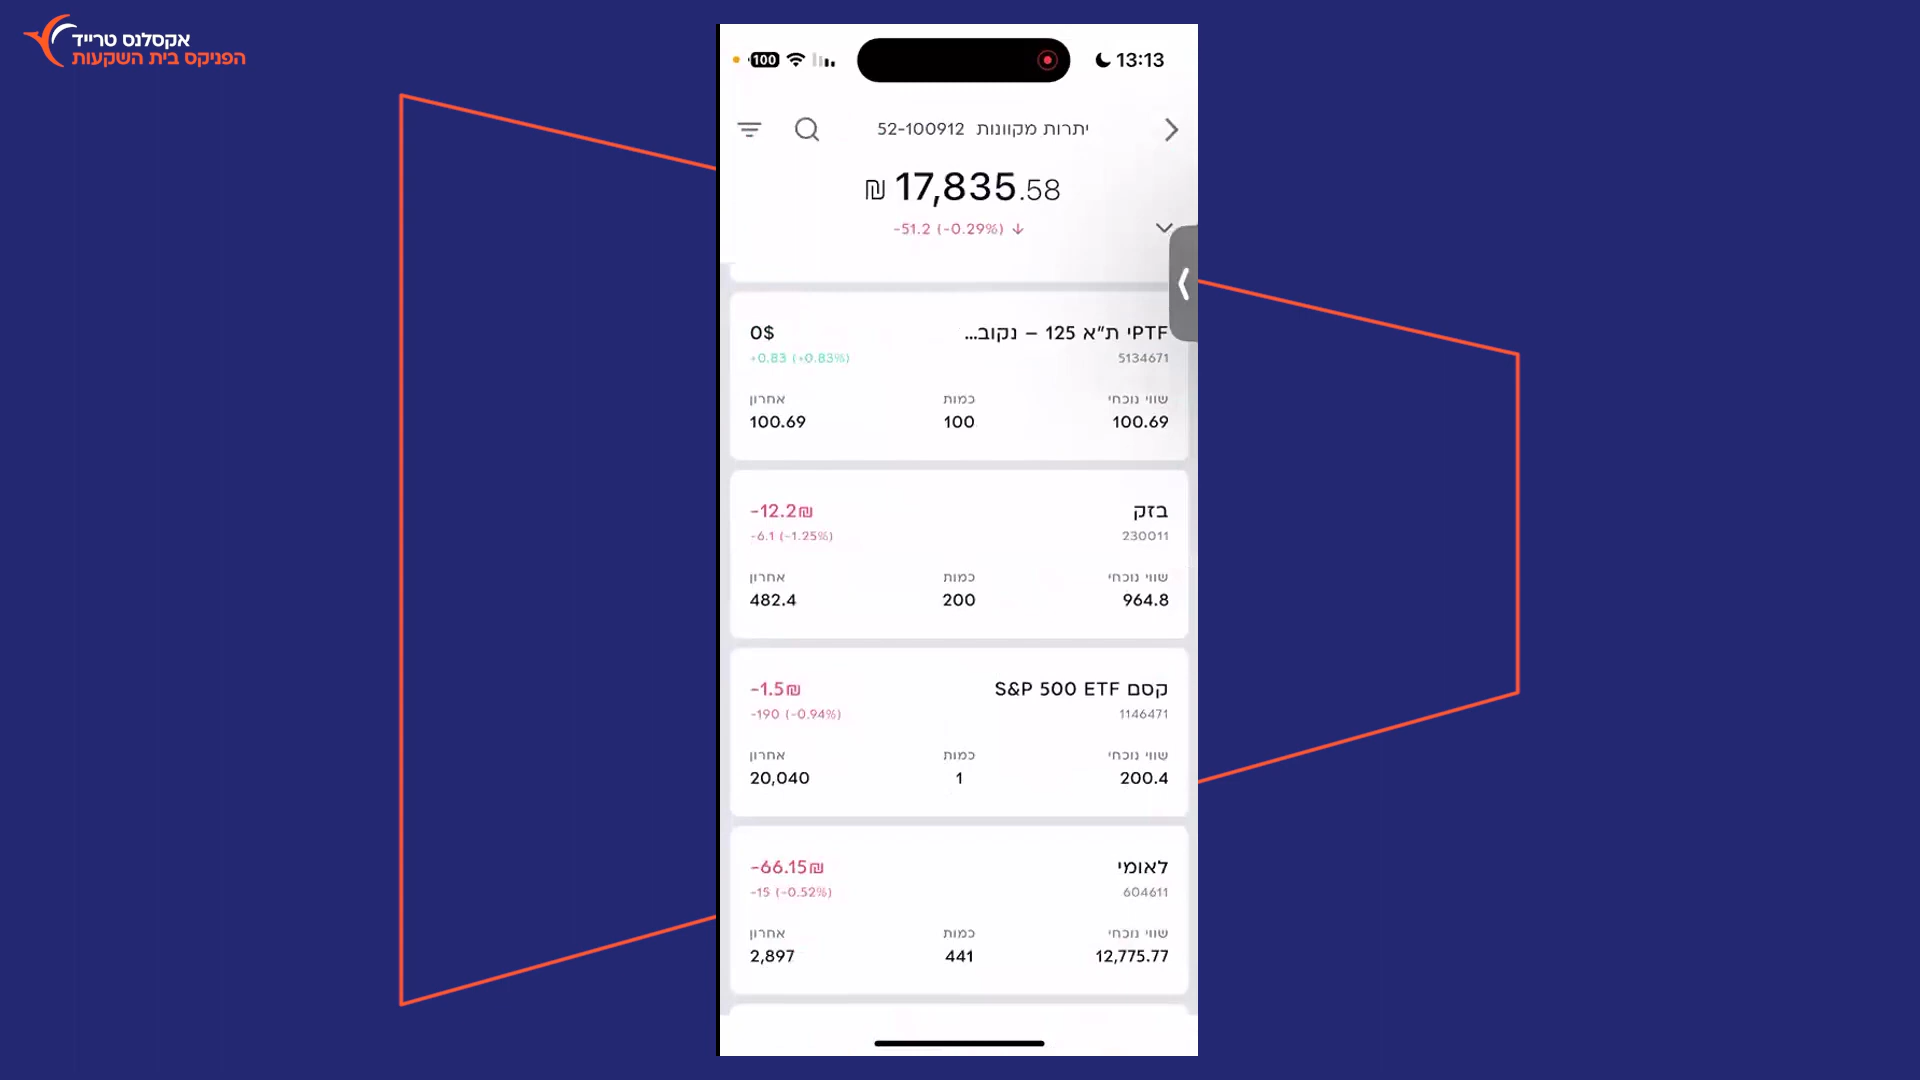 אקסלנס טרייד
הפניקס בית השקעות
100
13:13
יתרות מקוונות 52-100912
₪ 17,835.58
-51.2 (-0.29%) ↓
PTFי ת"א 125 – נקוב...
0$
5134671
+0.83 (+0.83%)
שווי נוכחי כמות אחרון
100.69 100 100.69
בזק
-12.2₪
230011
-6.1 (-1.25%)
שווי נוכחי כמות אחרון
964.8 200 482.4
קסם S&P 500 ETF
-1.5₪
1146471
-190 (-0.94%)
שווי נוכחי כמות אחרון
200.4 1 20,040
לאומי
-66.15₪
604611
-15 (-0.52%)
שווי נוכחי כמות אחרון
12,775.77 441 2,897